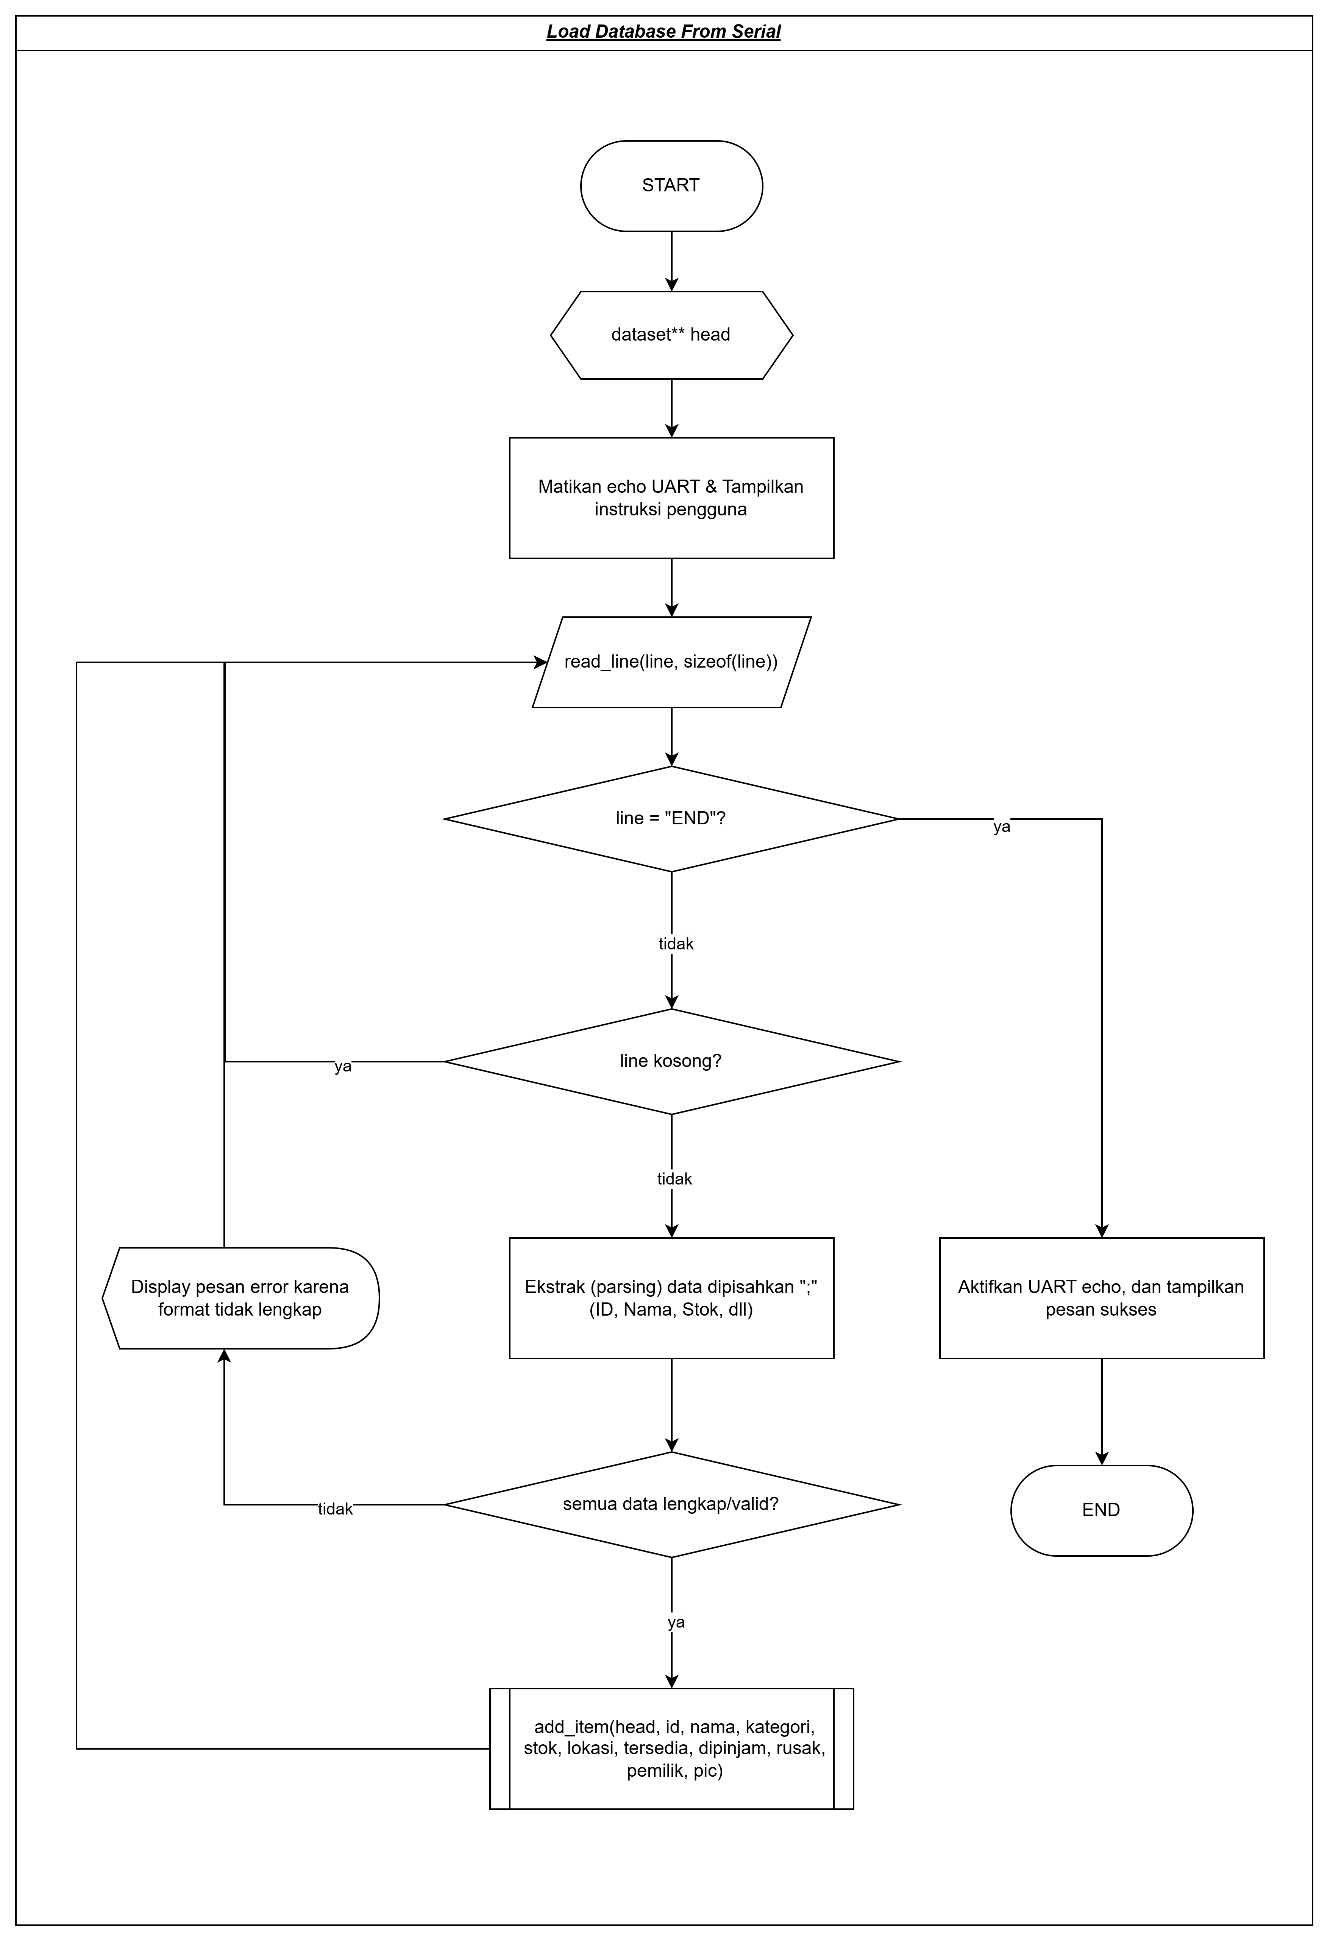 Load Database From Serial
START
dataset** head
Matikan echo UART & Tampilkan
instruksi pengguna
read_line(line, sizeof(line))
line = "END"?
ya
tidak
line kosong?
ya
tidak
Display pesan error karena
format tidak lengkap
Ekstrak (parsing) data dipisahkan ";"
(ID, Nama, Stok, dll)
Aktifkan UART echo, dan tampilkan
pesan sukses
semua data lengkap/valid?
tidak
END
ya
add_item(head, id, nama, kategori,
stok, lokasi, tersedia, dipinjam, rusak,
pemilik, pic)